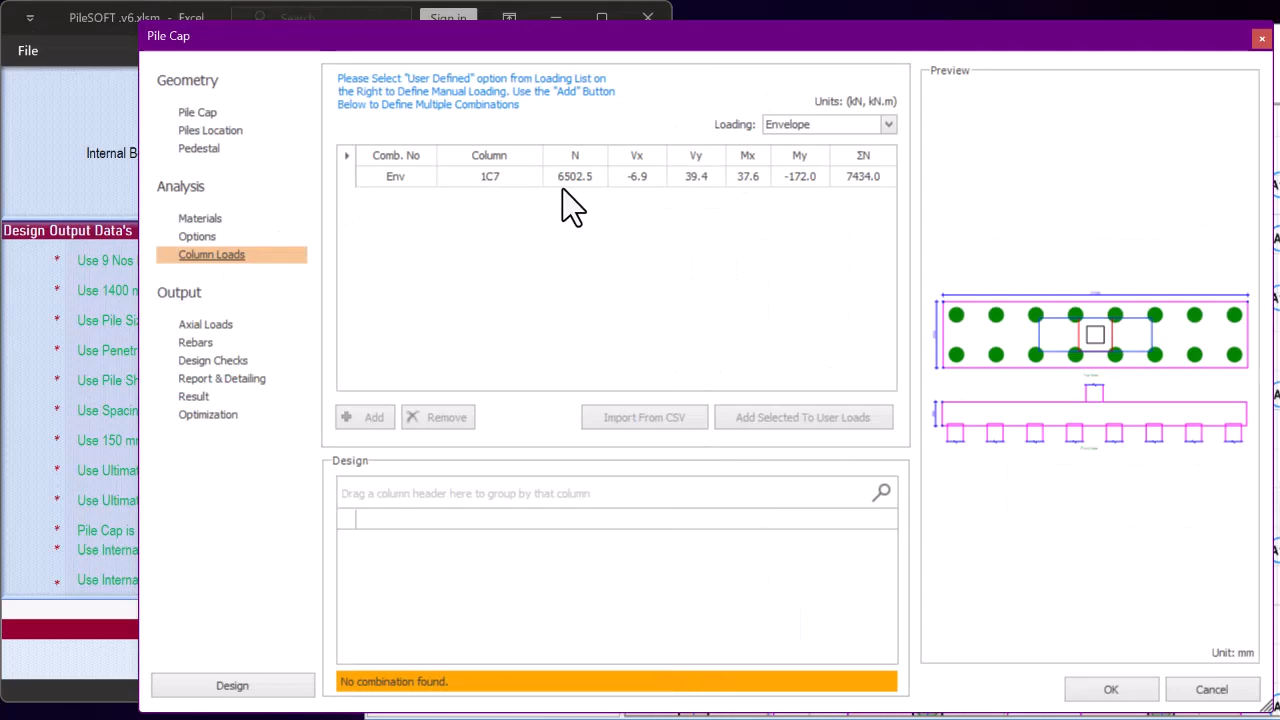 PileSOFT . v6.x
Sign in
Pile Cap
File
Internal B
Design Output Data's
* Use 9 Nos
* Use 1400 m
* Use Pile Siz
* Use Penetr
* Use Pile Sh
* Use Spacin
* Use 150 m
* Use Ultimat
* Use Ultimat
* Pile Cap is
* Use Interna
* Use Interna
Geometry
Pile Cap
Piles Location
Pedestal
Analysis
Materials
Options
Column Loads
Output
Axial Loads
Rebars
Design Checks
Report & Detailing
Result
Optimization
Design
Please Select "User Defined" option from Loading List on
the Right to Define Manual Loading. Use the "Add" Button
Below to Define Multiple Combinations
Units: (kN, kN.m)
Loading: Envelope
Comb. No Column N Vx Vy Mx My ΣN
Env 1C7 6502.5 -6.9 39.4 37.6 -172.0 7434.0
Add Remove Import From CSV Add Selected To User Loads
Design
Drag a column header here to group by that column
No combination found.
Preview
Unit: mm
OK Cancel